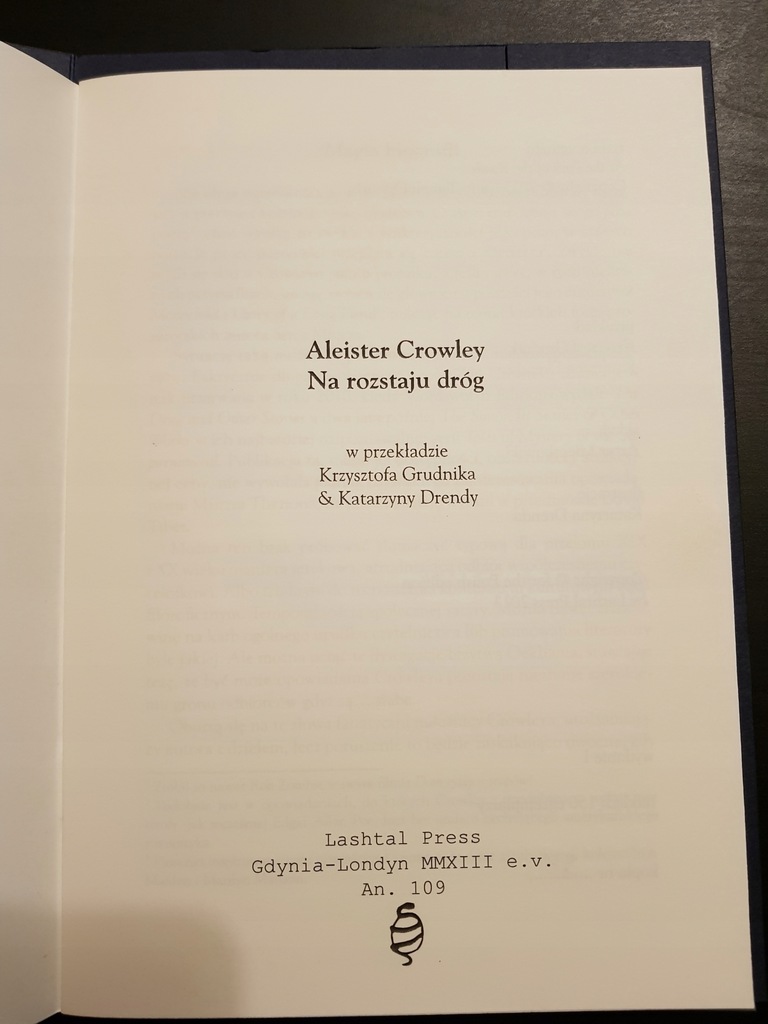 Aleister Crowley
Na rozstaju dróg
w przekładzie
Krzysztofa Grudnika
& Katarzyny Drendy
Lashtal Press
Gdynia-Londyn MMXIII e.v.
An. 109